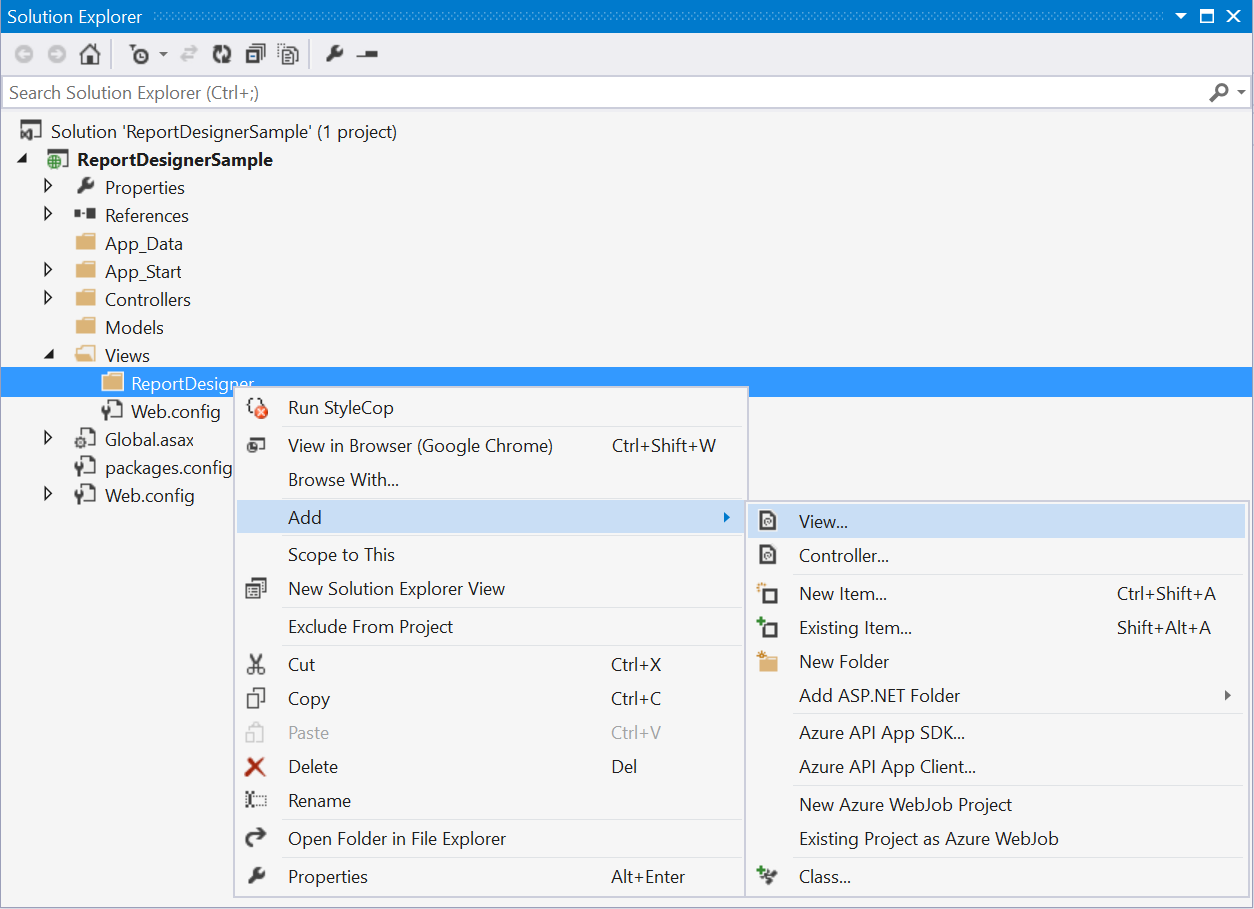 Solution Explorer
Search Solution Explorer (Ctrl+;)
Solution 'ReportDesignerSample' (1 project)
ReportDesignerSample
Properties
References
App_Data
App_Start
Controllers
Models
Views
ReportDesigner
Web.config
Global.asax
packages.config
Web.config
Run StyleCop
View in Browser (Google Chrome) Ctrl+Shift+W
Browse With...
Add
Scope to This
New Solution Explorer View
Exclude From Project
Cut Ctrl+X
Copy Ctrl+C
Paste Ctrl+V
Delete Del
Rename
Open Folder in File Explorer
Properties Alt+Enter
View...
Controller...
New Item... Ctrl+Shift+A
Existing Item... Shift+Alt+A
New Folder
Add ASP.NET Folder
Azure API App SDK...
Azure API App Client...
New Azure WebJob Project
Existing Project as Azure WebJob
Class...